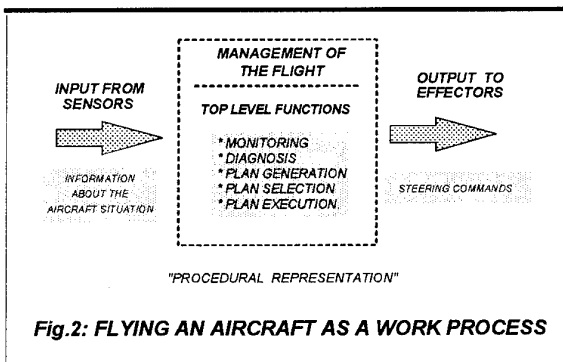 MANAGEMENT OF
THE FLIGHT
INPUT FROM
SENSORS
OUTPUT TO
EFFECTORS
TOP LEVEL FUNCTIONS
* MONITORING
* DIAGNOSIS
* PLAN GENERATION
* PLAN SELECTION
* PLAN EXECUTION
INFORMATION
ABOUT THE
AIRCRAFT SITUATION
STEERING COMMANDS
"PROCEDURAL REPRESENTATION"
Fig.2: FLYING AN AIRCRAFT AS A WORK PROCESS